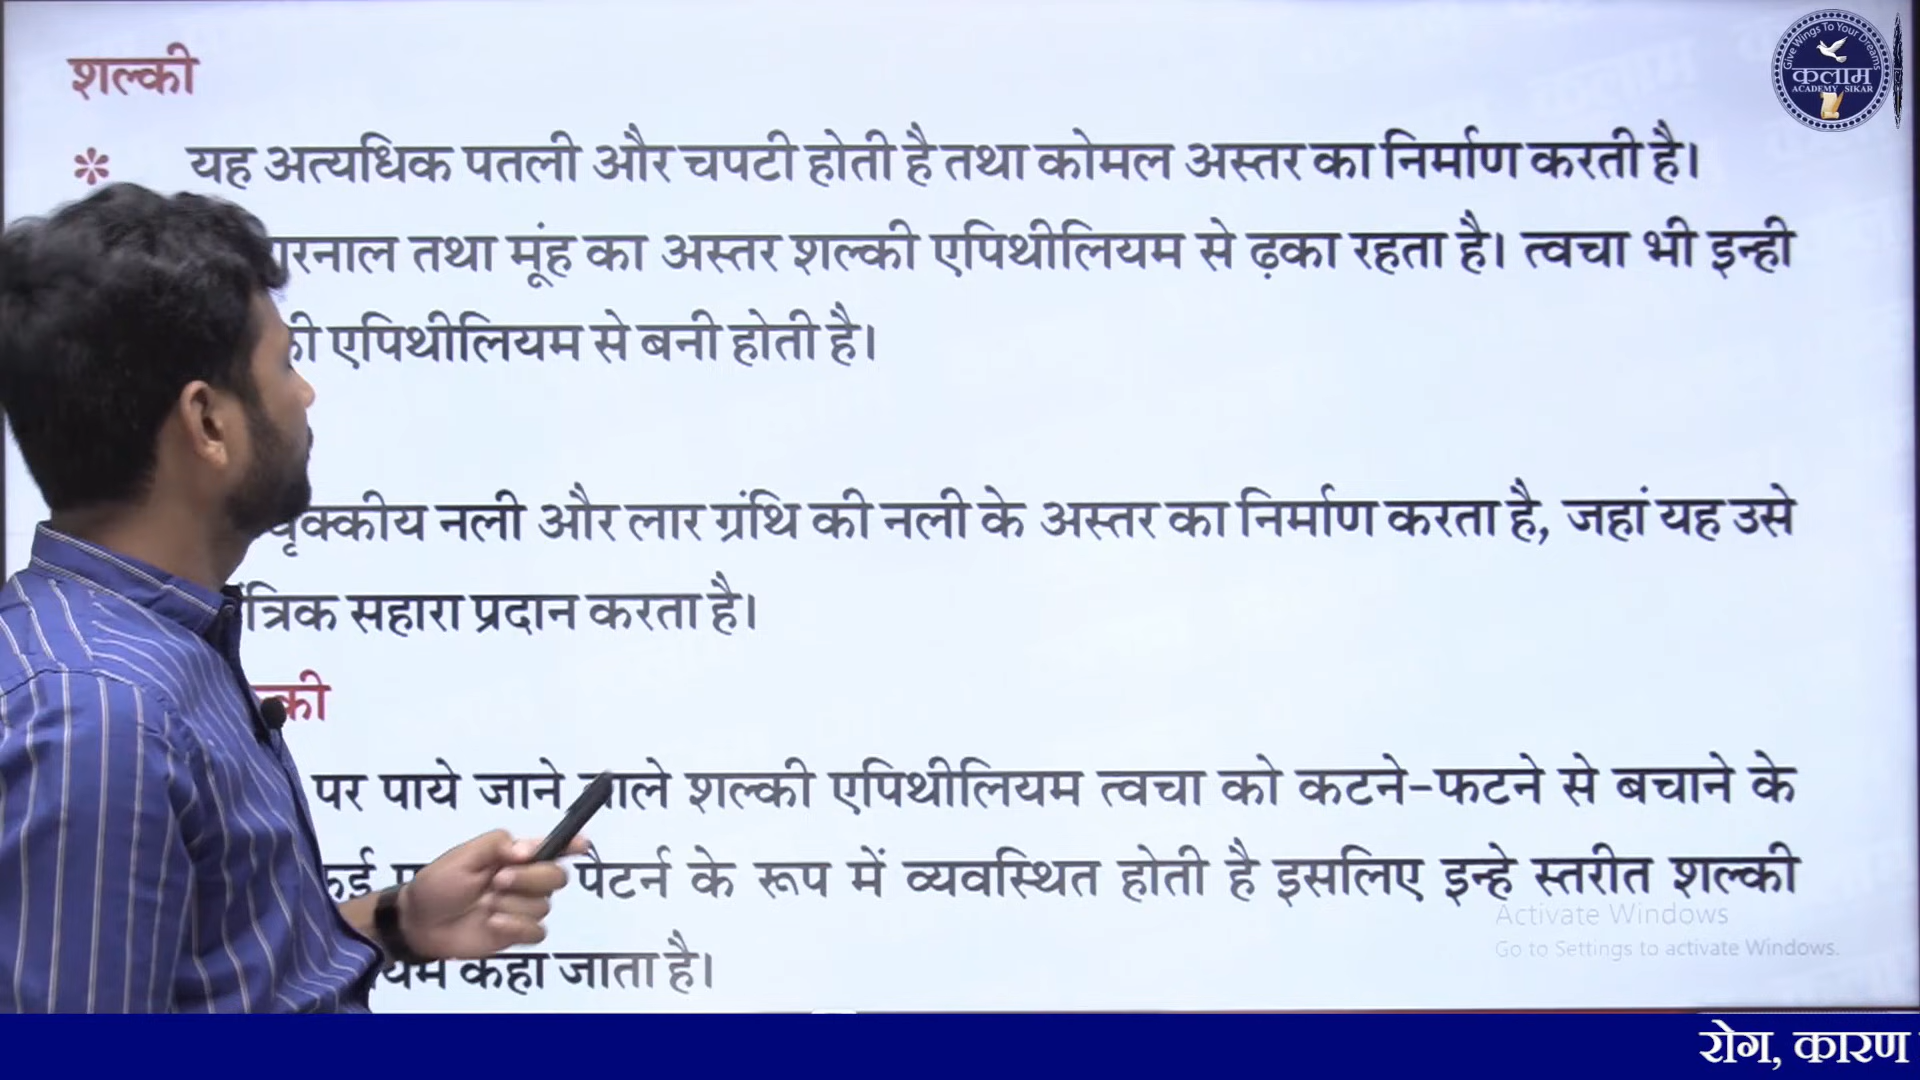 शल्की
* यह अत्यधिक पतली और चपटी होती है तथा कोमल अस्तर का निर्माण करती है।
तथा मूंह का अस्तर शल्की एपिथीलियम से ढ़का रहता है। त्वचा भी इन्ही
एपिथीलियम से बनी होती है।
वृक्कीय नली और लार ग्रंथि की नली के अस्तर का निर्माण करता है, जहां यह उसे
सहारा प्रदान करता है।
पर पाये जाने वाले शल्की एपिथीलियम त्वचा को कटने-फटने से बचाने के
कई पैटर्न के रूप में व्यवस्थित होती है इसलिए इन्हे स्तरीत शल्की
कहा जाता है।
Give Wings To Your Dreams
कलाम
ACADEMY SIKAR
Activate Windows
Go to Settings to activate Windows.
रोग, कारण